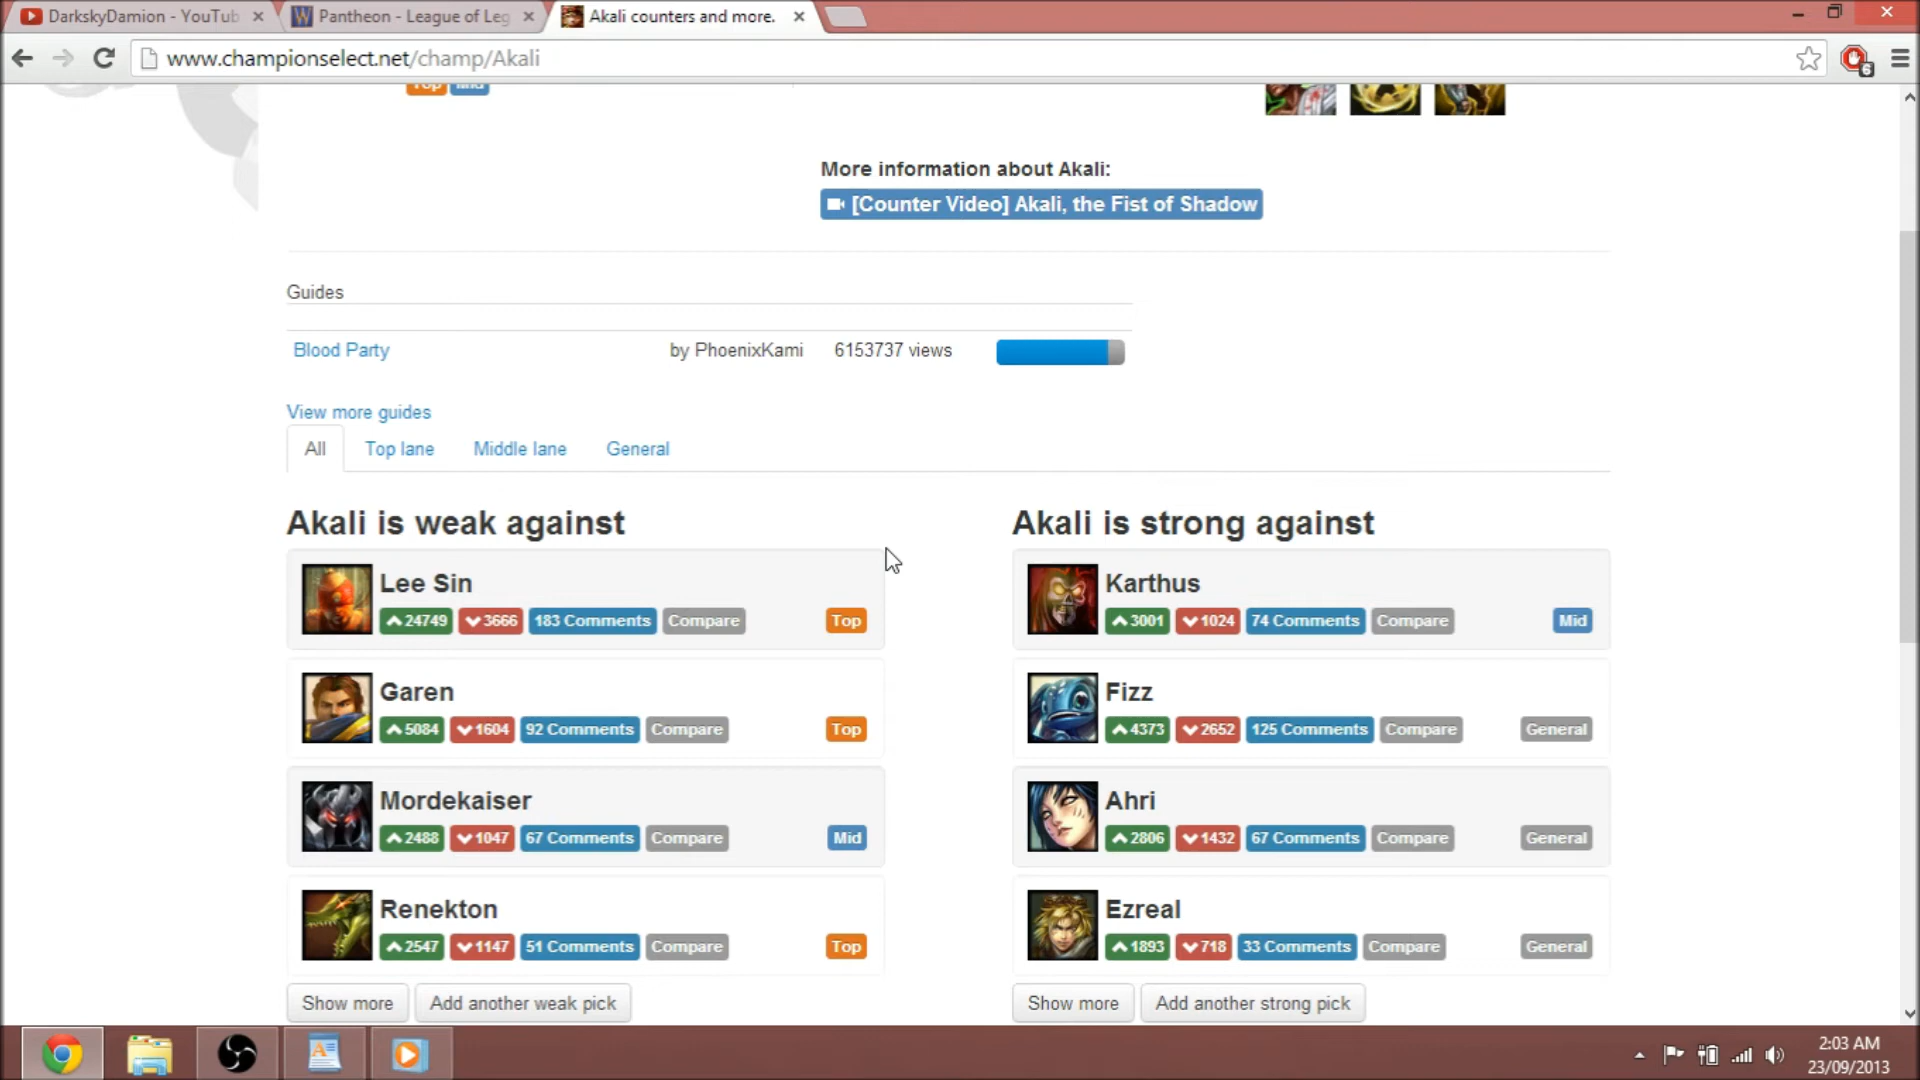 DarkskyDamion - YouTub
Pantheon - League of Leg
Akali counters and more.
www.championselect.net/champ/Akali
6
Top Mid
More information about Akali:
[Counter Video] Akali, the Fist of Shadow
Guides
Blood Party by PhoenixKami 6153737 views
View more guides
All Top lane Middle lane General
Akali is weak against
Lee Sin
24749 3666 183 Comments Compare Top
Garen
5084 1604 92 Comments Compare Top
Mordekaiser
2488 1047 67 Comments Compare Mid
Renekton
2547 1147 51 Comments Compare Top
Show more Add another weak pick
Akali is strong against
Karthus
3001 1024 74 Comments Compare Mid
Fizz
4373 2652 125 Comments Compare General
Ahri
2806 1432 67 Comments Compare General
Ezreal
1893 718 33 Comments Compare General
Show more Add another strong pick
2:03 AM
23/09/2013